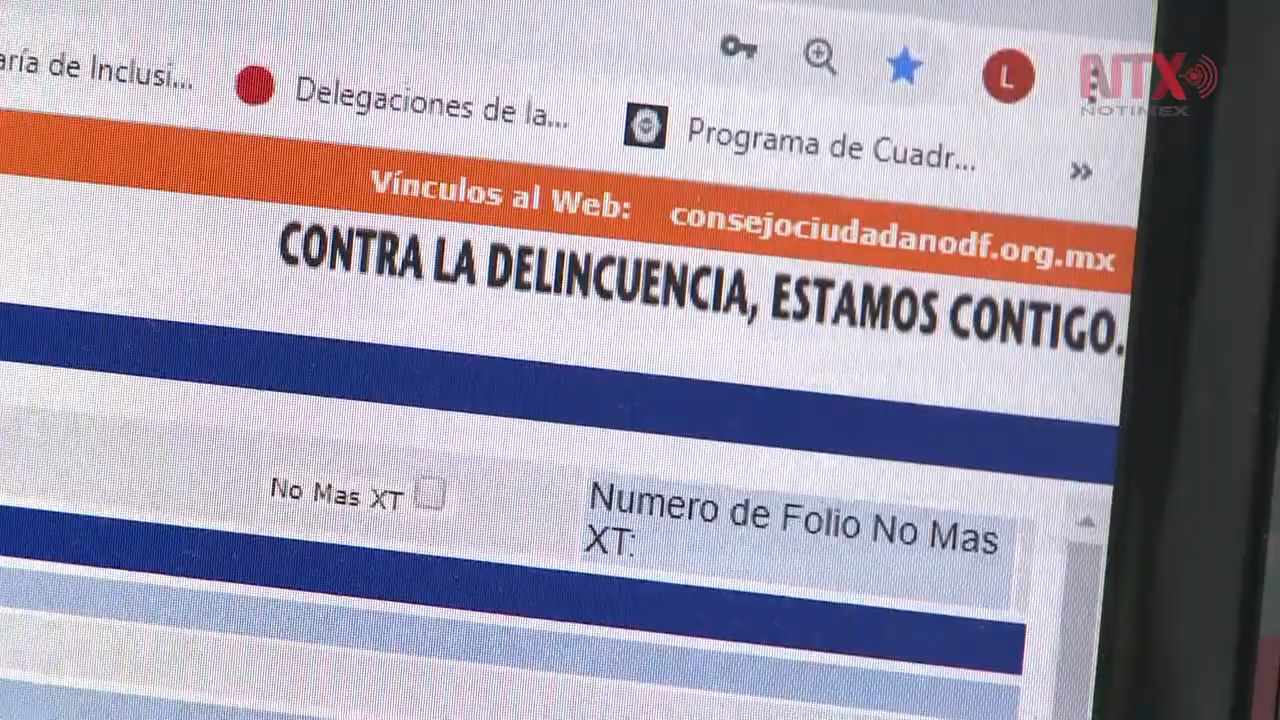 aría de Inclusi...
Delegaciones de la...
Programa de Cuadr...
»
L
NTX
NOTIMEX
Vínculos al Web: consejociudadanodf.org.mx
CONTRA LA DELINCUENCIA, ESTAMOS CONTIGO.
No Mas XT
Numero de Folio No Mas
XT: